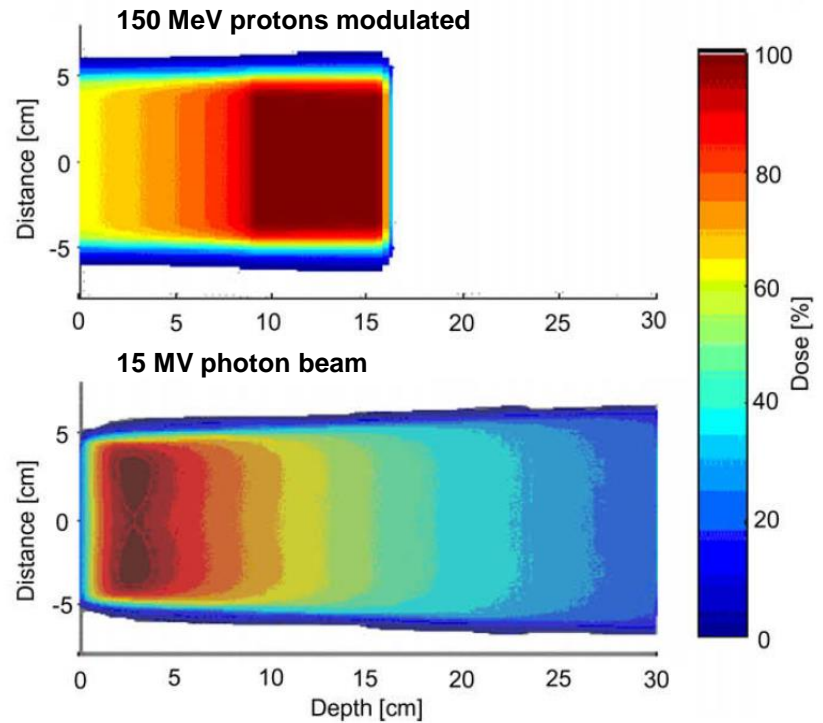 150 MeV protons modulated
Distance [cm]
5
0
-5
0 5 10 15 20 25 30
15 MV photon beam
Distance [cm]
5
0
-5
0 5 10 15 20 25 30
Depth [cm]
100
80
60
40
20
0
Dose [%]